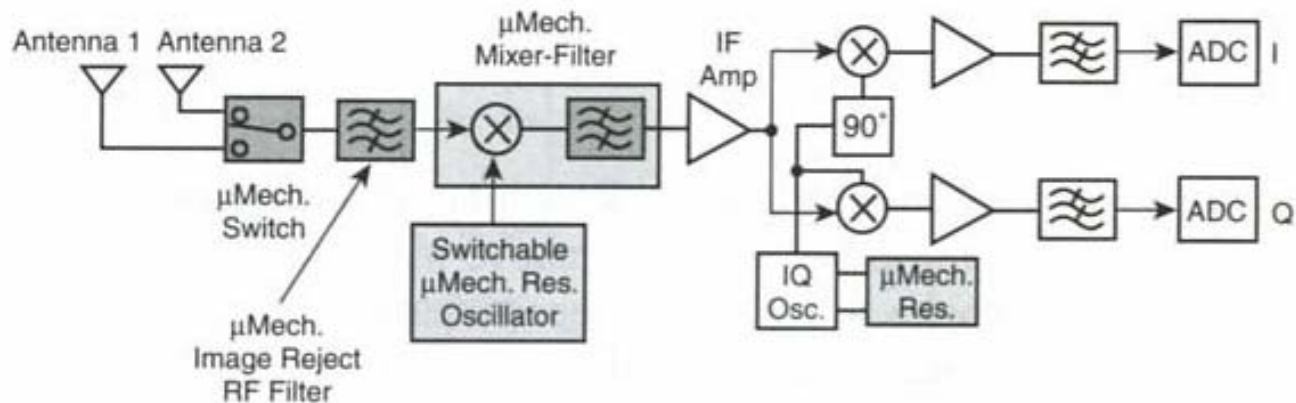 Antenna 1
Antenna 2
μMech.
Switch
μMech.
Image Reject
RF Filter
μMech.
Mixer-Filter
Switchable
μMech. Res.
Oscillator
IF
Amp
90°
IQ
Osc.
μMech.
Res.
ADC
I
ADC
Q